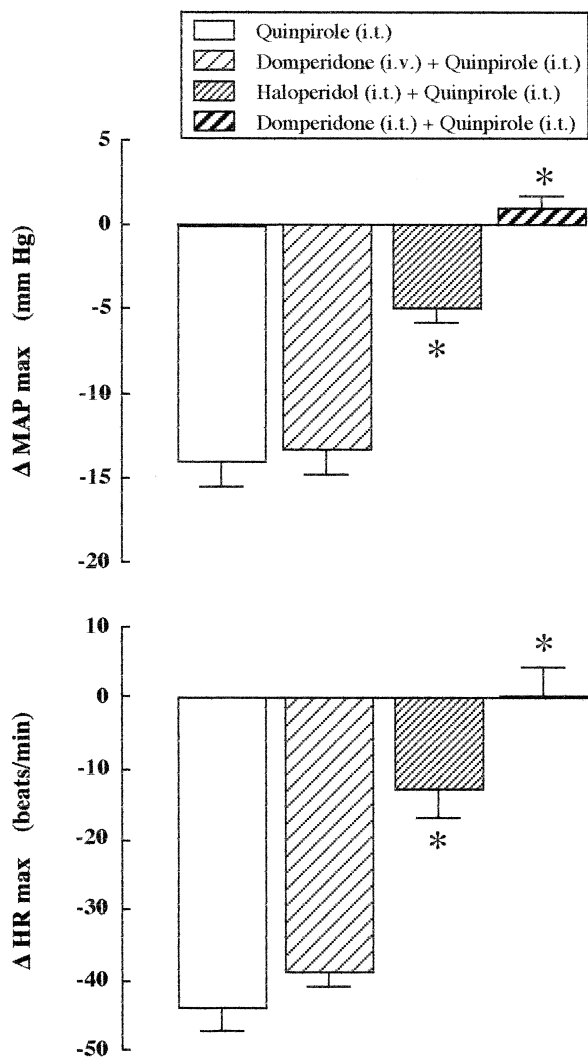 Quinpirole (i.t.)
Domperidone (i.v.) + Quinpirole (i.t.)
Haloperidol (i.t.) + Quinpirole (i.t.)
Domperidone (i.t.) + Quinpirole (i.t.)
Δ MAP max (mm Hg)
5
0
-5
-10
-15
-20
*
*
Δ HR max (beats/min)
10
0
-10
-20
-30
-40
-50
*
*